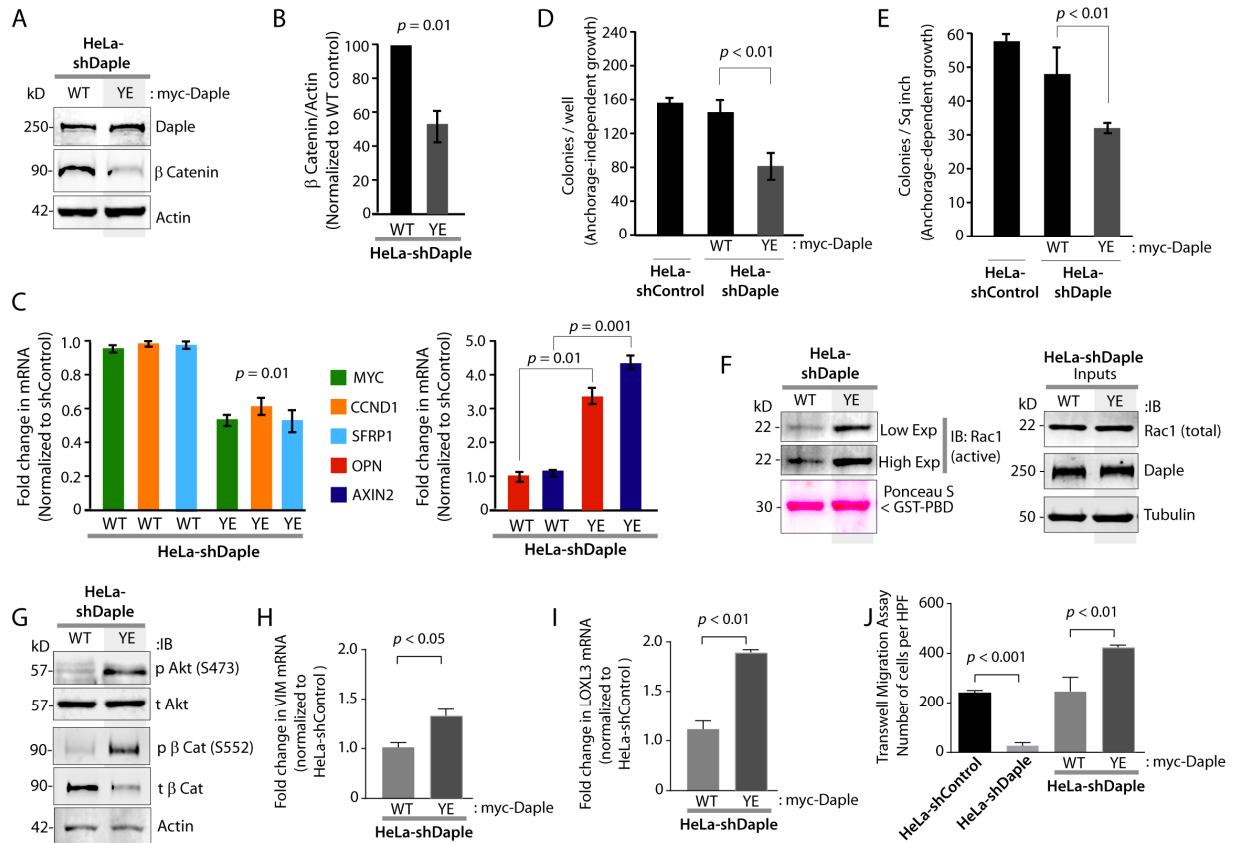 A
HeLa-
shDaple
kD
WT
YE
: myc-Daple
250-
Daple
90-
β Catenin
42-
Actin
B
p = 0.01
β Catenin/Actin
(Normalized to WT control)
100
80
60
40
20
0
WT
YE
HeLa-shDaple
D
Colonies / well
(Anchorage-independent growth)
240
200
160
120
80
40
0
p < 0.01
WT
YE
: myc-Daple
HeLa-
shControl
HeLa-
shDaple
E
Colonies / Sq inch
(Anchorage-dependent growth)
60
50
40
30
20
10
0
p < 0.01
WT
YE
: myc-Daple
HeLa-
shControl
HeLa-
shDaple
C
Fold change in mRNA
(Normalized to shControl)
1.0
0.8
0.6
0.4
0.2
0
p = 0.01
WT
WT
WT
YE
YE
YE
HeLa-shDaple
MYC
CCND1
SFRP1
OPN
AXIN2
Fold change in mRNA
(Normalized to shControl)
5.0
4.0
3.0
2.0
1.0
0
p = 0.001
p = 0.01
WT
WT
YE
YE
HeLa-shDaple
F
HeLa-
shDaple
kD
WT
YE
22
Low Exp
22
High Exp
IB: Rac1
(active)
30
Ponceau S
< GST-PBD
HeLa-shDaple
Inputs
kD
WT
YE
:IB
22
Rac1 (total)
250
Daple
50
Tubulin
G
HeLa-
shDaple
kD
WT
YE
:IB
57-
p Akt (S473)
57-
t Akt
90-
p β Cat (S552)
90-
t β Cat
42-
Actin
H
Fold change in VIM mRNA
(normalized to
HeLa-shControl )
2.0
1.5
1.0
0
p < 0.05
WT
YE
: myc-Daple
HeLa-shDaple
I
Fold change in LOXL3 mRNA
(normalized to
HeLa-shControl )
2.0
1.5
1.0
0
p < 0.01
WT
YE
: myc-Daple
HeLa-shDaple
J
Transwell Migration Assay
Number of cells per HPF
600
400
200
0
p < 0.001
p < 0.01
HeLa-shControl
HeLa-shDaple
WT
YE
: myc-Daple
HeLa-shDaple